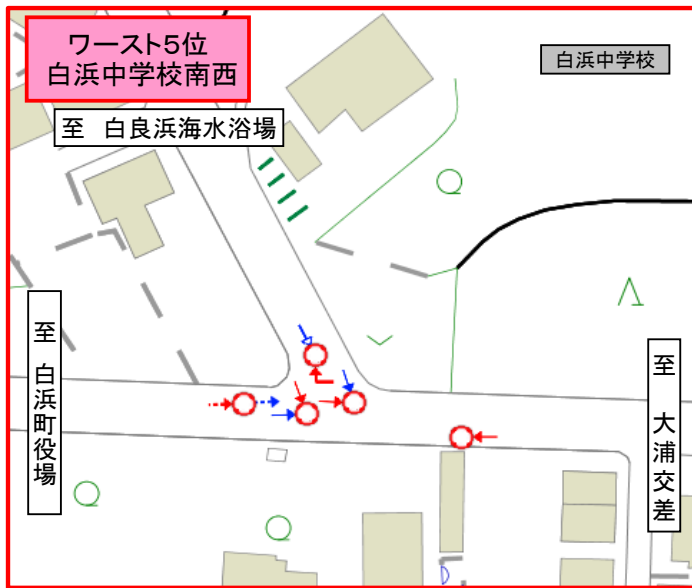 ワースト５位
白浜中学校南西
白浜中学校
至　白良浜海水浴場
至　白浜町役場
至　大浦交差